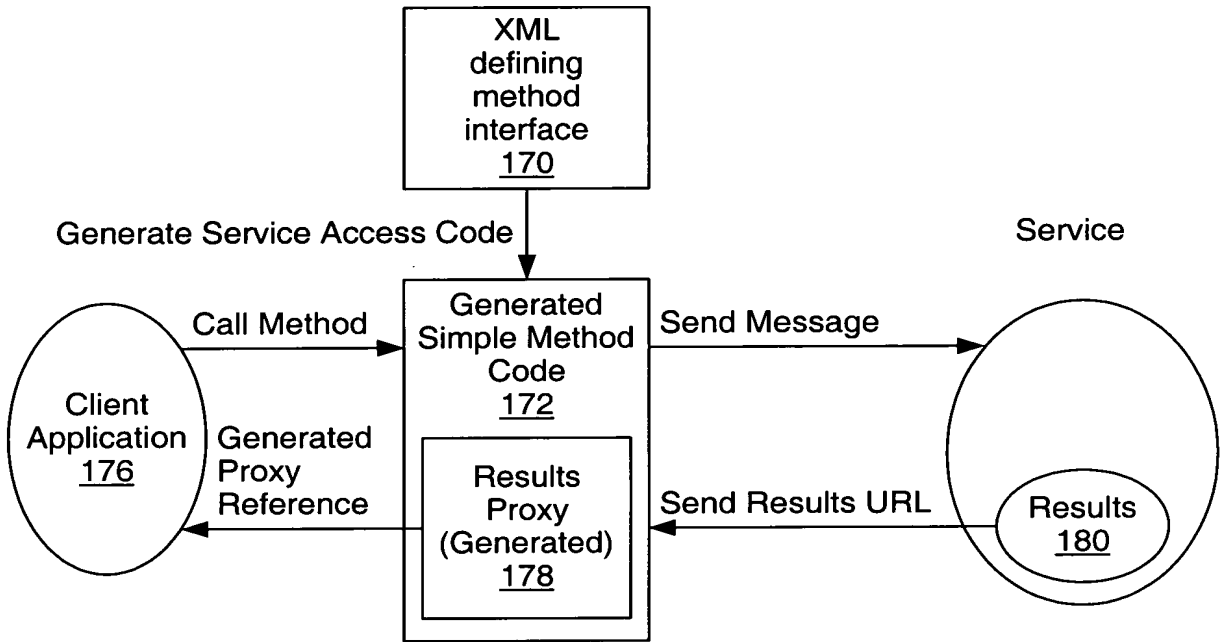 XML
defining
method
interface
170
Generate Service Access Code
Service
Call Method
Generated
Simple Method
Code
172
Send Message
Client
Application
176
Generated
Proxy
Reference
Results
Proxy
(Generated)
178
Send Results URL
Results
180